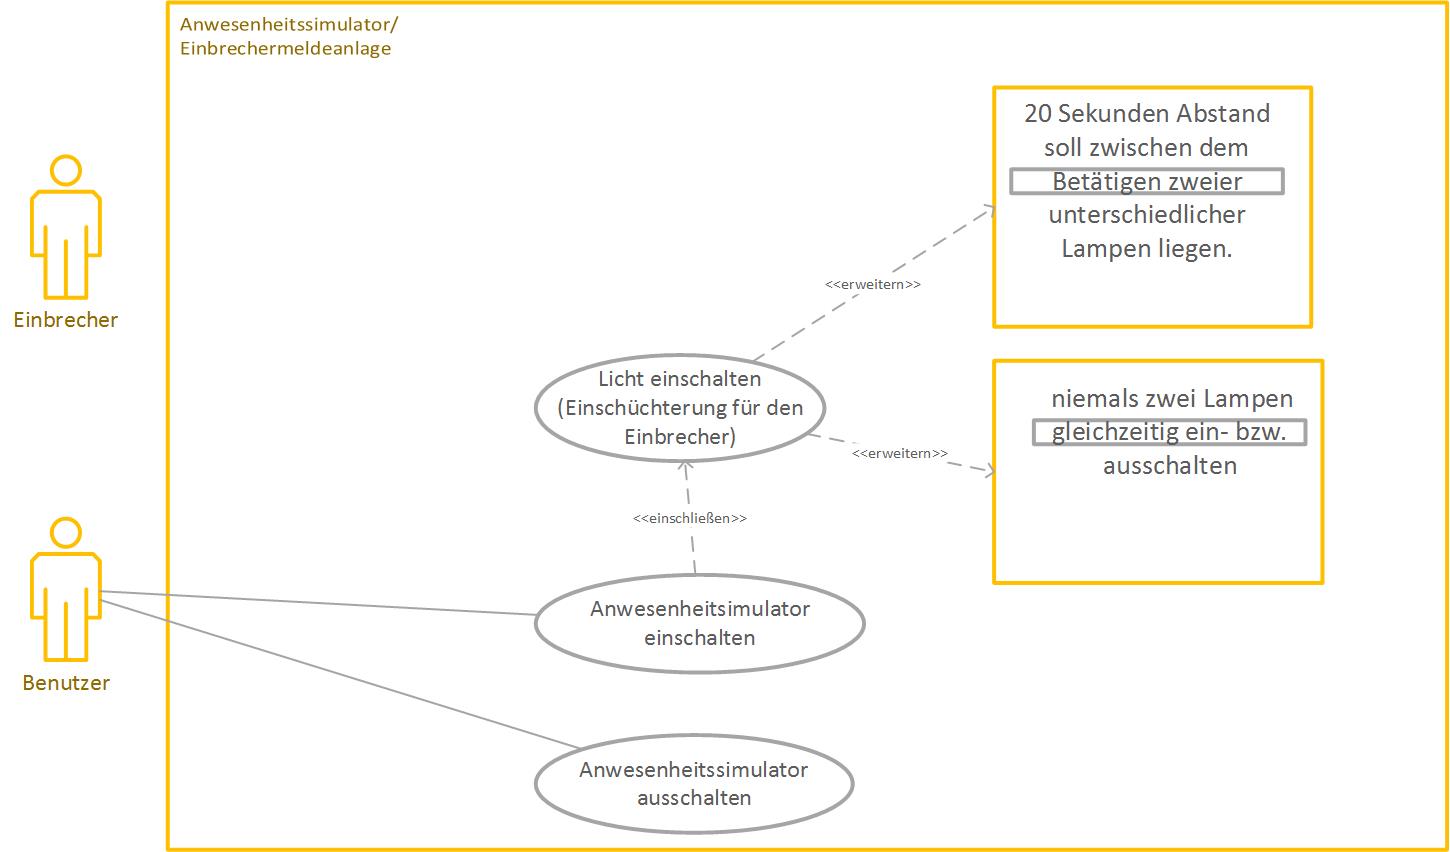 Anwesenheitssimulator/
Einbrechermeldeanlage
20 Sekunden Abstand
soll zwischen dem
Betätigen zweier
unterschiedlicher
Lampen liegen.
<<erweitern>>
Einbrecher
Licht einschalten
(Einschüchterung für den
Einbrecher)
niemals zwei Lampen
gleichzeitig ein- bzw.
ausschalten
<<erweitern>>
<<einschließen>>
Anwesenheitsimulator
einschalten
Benutzer
Anwesenheitssimulator
ausschalten